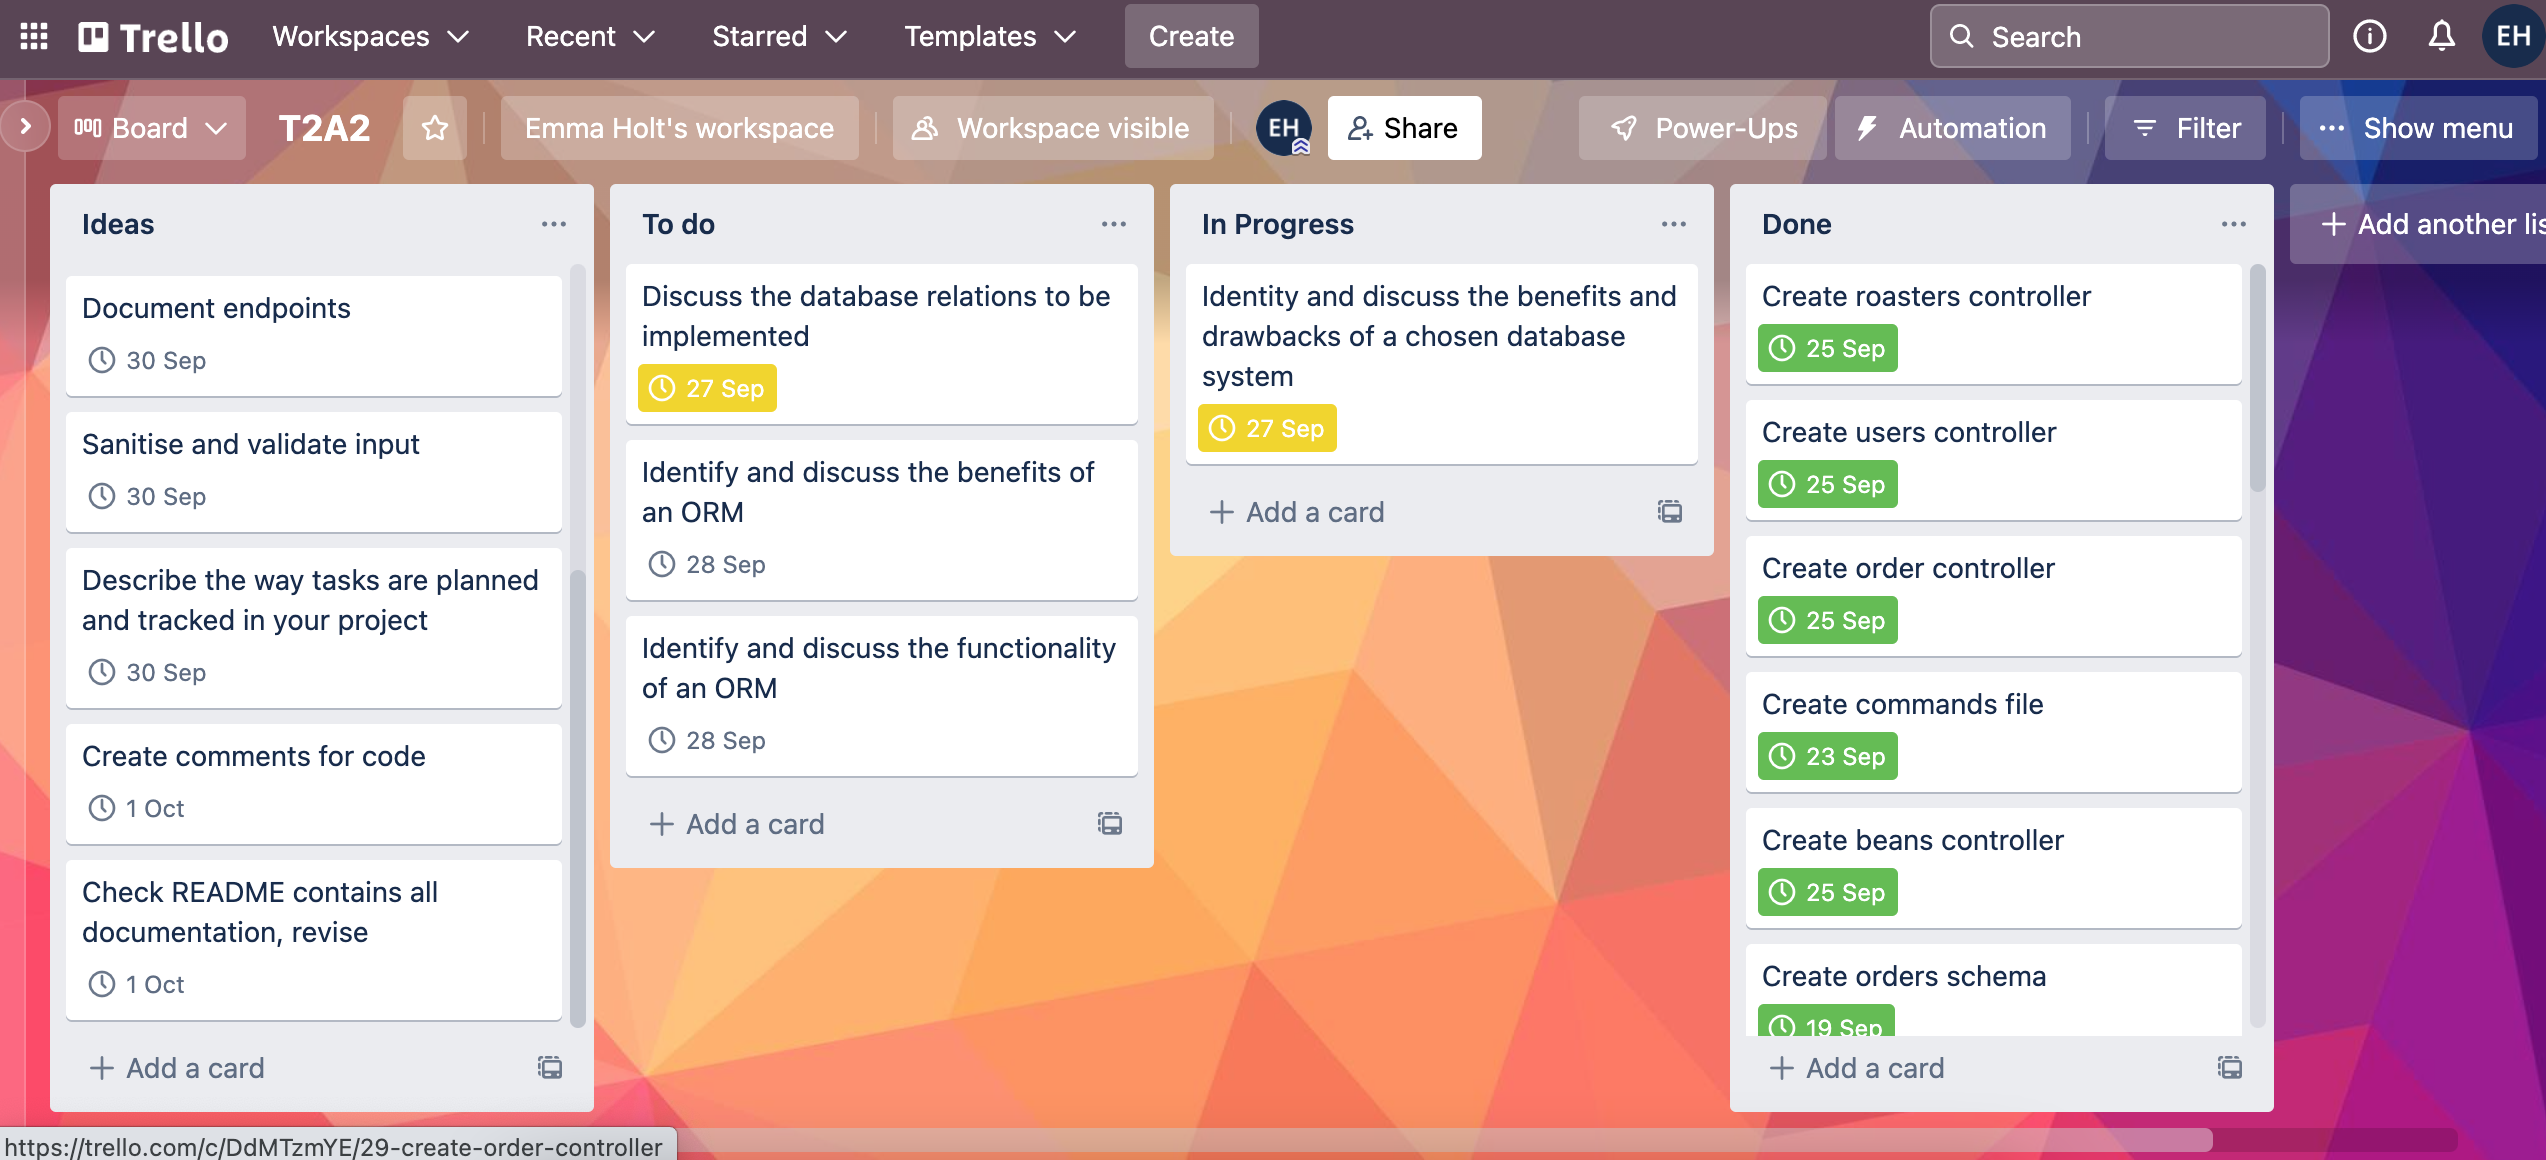 Trello Workspaces Recent Starred Templates Create Search EH
Board T2A2 Emma Holt's workspace Workspace visible EH Share Power-Ups Automation Filter Show menu
Ideas
Document endpoints
30 Sep
Sanitise and validate input
30 Sep
Describe the way tasks are planned
and tracked in your project
30 Sep
Create comments for code
1 Oct
Check README contains all
documentation, revise
1 Oct
Add a card
To do
Discuss the database relations to be
implemented
27 Sep
Identify and discuss the benefits of
an ORM
28 Sep
Identify and discuss the functionality
of an ORM
28 Sep
Add a card
In Progress
Identity and discuss the benefits and
drawbacks of a chosen database
system
27 Sep
Add a card
Done
Create roasters controller
25 Sep
Create users controller
25 Sep
Create order controller
25 Sep
Create commands file
23 Sep
Create beans controller
25 Sep
Create orders schema
19 Sep
Add a card
Add another lis
https://trello.com/c/DdMTzmYE/29-create-order-controller